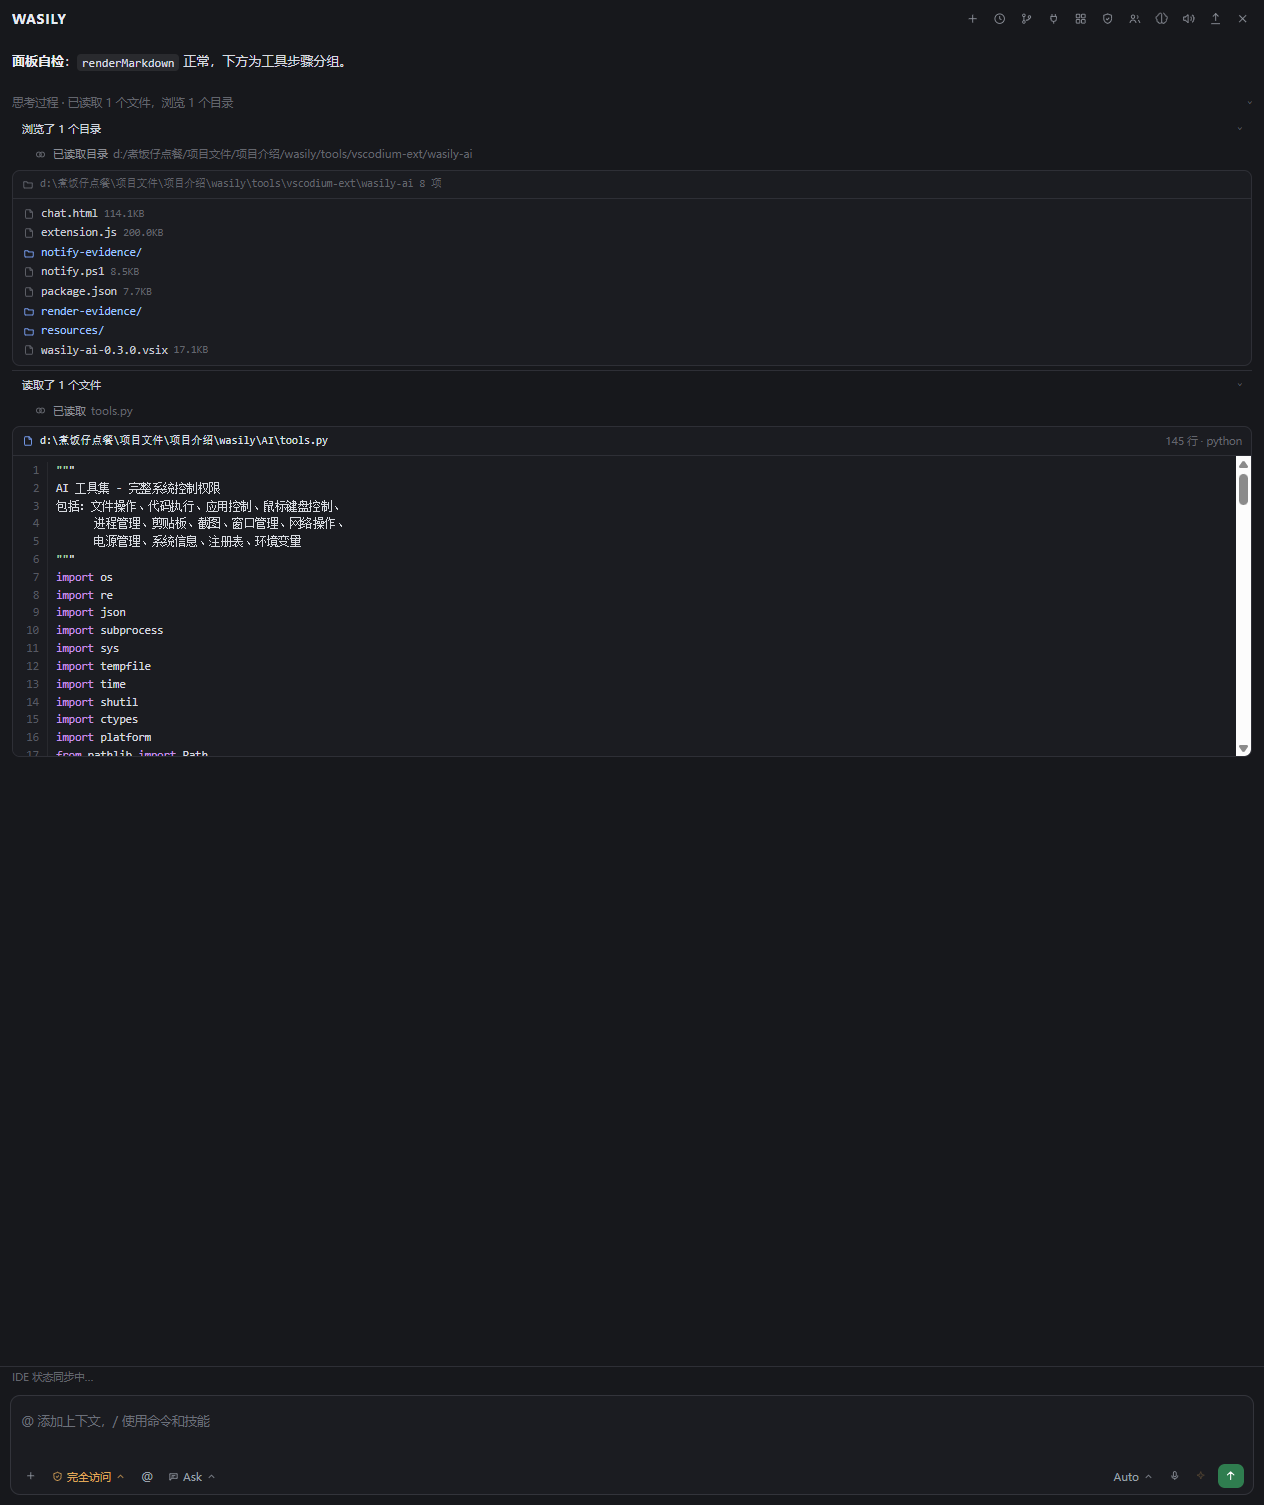 WASILY
面板自检： renderMarkdown 正常，下方为工具步骤分组。
思考过程 · 已读取 1 个文件，浏览 1 个目录
浏览了 1 个目录
已读取目录 d:/煮饭仔点餐/项目文件/项目介绍/wasily/tools/vscodium-ext/wasily-ai
d:\煮饭仔点餐\项目文件\项目介绍\wasily\tools\vscodium-ext\wasily-ai 8 项
chat.html 114.1KB
extension.js 200.0KB
notify-evidence/
notify.ps1 8.5KB
package.json 7.7KB
render-evidence/
resources/
wasily-ai-0.3.0.vsix 17.1KB
读取了 1 个文件
已读取 tools.py
d:\煮饭仔点餐\项目文件\项目介绍\wasily\AI\tools.py 145 行 · python
1 """
2 AI 工具集 - 完整系统控制权限
3 包括：文件操作、代码执行、应用控制、鼠标键盘控制、
4 进程管理、剪贴板、截图、窗口管理、网络操作、
5 电源管理、系统信息、注册表、环境变量
6 """
7 import os
8 import re
9 import json
10 import subprocess
11 import sys
12 import tempfile
13 import time
14 import shutil
15 import ctypes
16 import platform
17 from pathlib import Path
IDE 状态同步中...
@ 添加上下文，/ 使用命令和技能
完全访问 @ Ask Auto